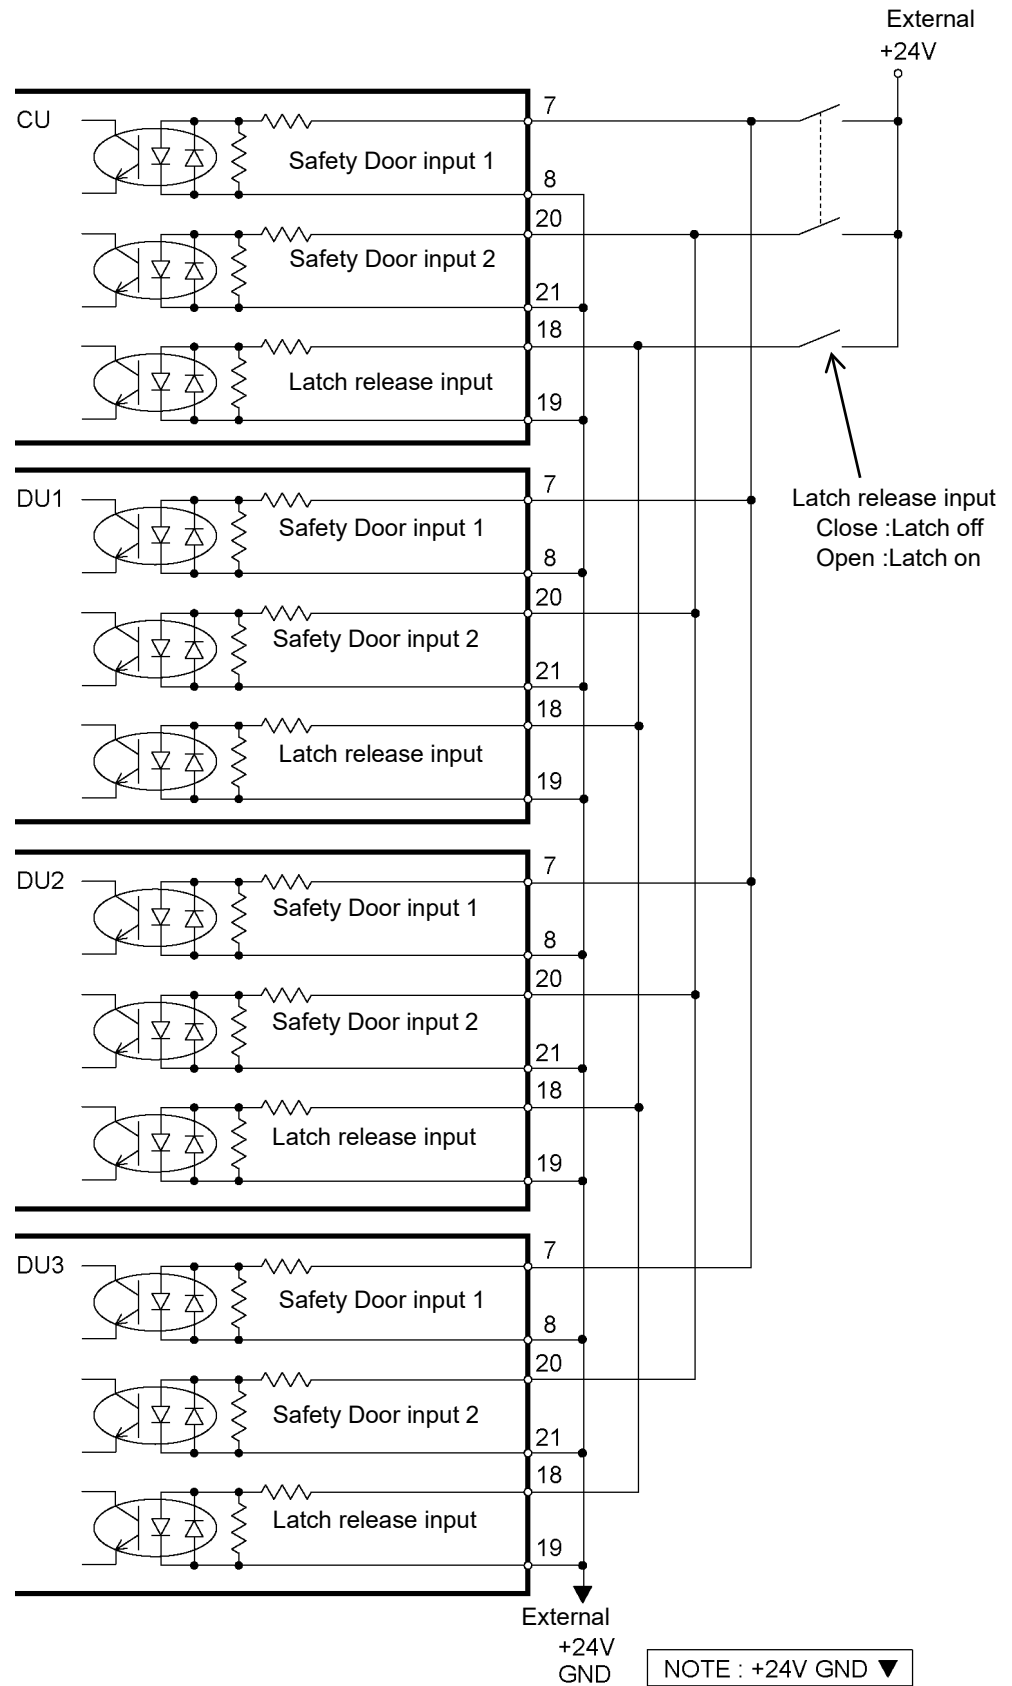 External
+24V
CU
7
Safety Door input 1
8
20
Safety Door input 2
21
18
Latch release input
19
DU1
7
Safety Door input 1
8
20
Safety Door input 2
21
18
Latch release input
19
Latch release input
Close :Latch off
Open :Latch on
DU2
7
Safety Door input 1
8
20
Safety Door input 2
21
18
Latch release input
19
DU3
7
Safety Door input 1
8
20
Safety Door input 2
21
18
Latch release input
19
External
+24V
GND
NOTE : +24V GND ▼